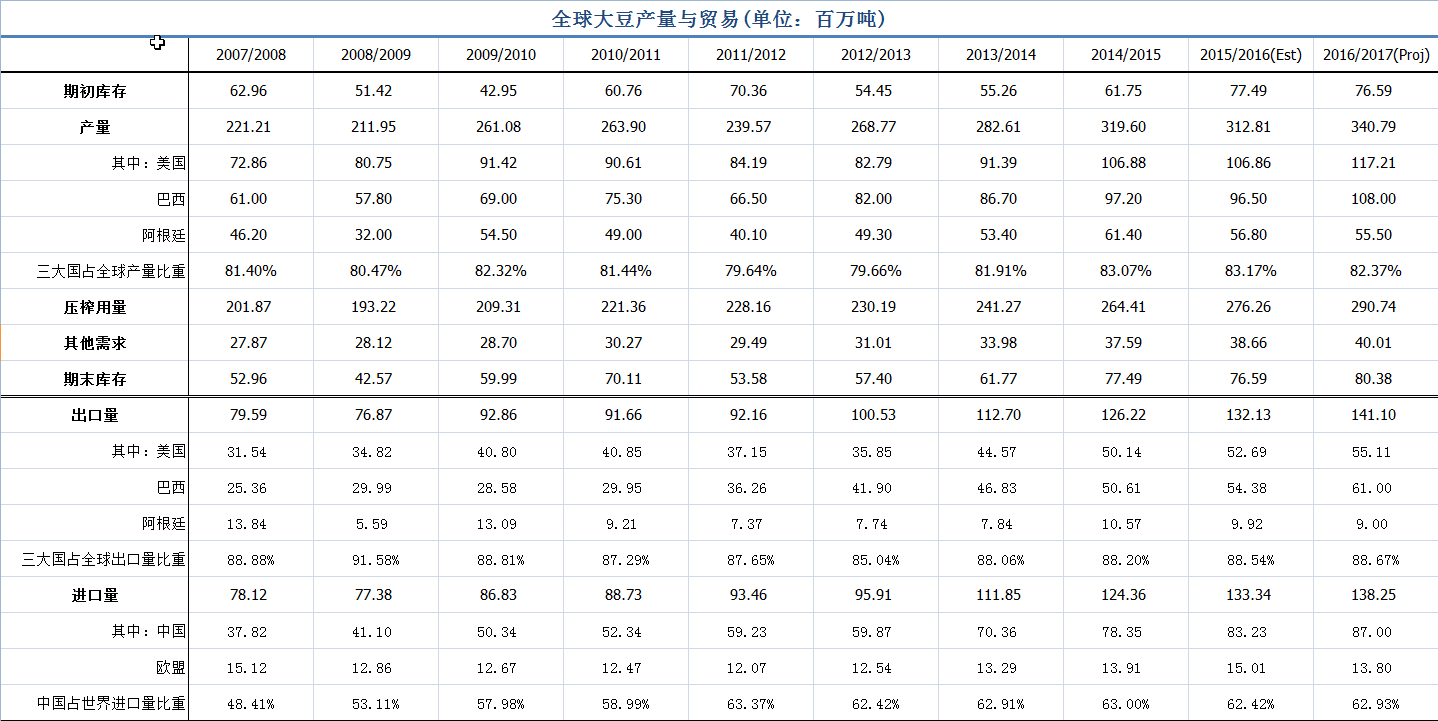 全球大豆产量与贸易(单位：百万吨)
2007/2008 2008/2009 2009/2010 2010/2011 2011/2012 2012/2013 2013/2014 2014/2015 2015/2016(Est) 2016/2017(Proj)
期初库存 62.96 51.42 42.95 60.76 70.36 54.45 55.26 61.75 77.49 76.59
产量 221.21 211.95 261.08 263.90 239.57 268.77 282.61 319.60 312.81 340.79
其中：美国 72.86 80.75 91.42 90.61 84.19 82.79 91.39 106.88 106.86 117.21
巴西 61.00 57.80 69.00 75.30 66.50 82.00 86.70 97.20 96.50 108.00
阿根廷 46.20 32.00 54.50 49.00 40.10 49.30 53.40 61.40 56.80 55.50
三大国占全球产量比重 81.40% 80.47% 82.32% 81.44% 79.64% 79.66% 81.91% 83.07% 83.17% 82.37%
压榨用量 201.87 193.22 209.31 221.36 228.16 230.19 241.27 264.41 276.26 290.74
其他需求 27.87 28.12 28.70 30.27 29.49 31.01 33.98 37.59 38.66 40.01
期末库存 52.96 42.57 59.99 70.11 53.58 57.40 61.77 77.49 76.59 80.38
出口量 79.59 76.87 92.86 91.66 92.16 100.53 112.70 126.22 132.13 141.10
其中：美国 31.54 34.82 40.80 40.85 37.15 35.85 44.57 50.14 52.69 55.11
巴西 25.36 29.99 28.58 29.95 36.26 41.90 46.83 50.61 54.38 61.00
阿根廷 13.84 5.59 13.09 9.21 7.37 7.74 7.84 10.57 9.92 9.00
三大国占全球出口量比重 88.88% 91.58% 88.81% 87.29% 87.65% 85.04% 88.06% 88.20% 88.54% 88.67%
进口量 78.12 77.38 86.83 88.73 93.46 95.91 111.85 124.36 133.34 138.25
其中：中国 37.82 41.10 50.34 52.34 59.23 59.87 70.36 78.35 83.23 87.00
欧盟 15.12 12.86 12.67 12.47 12.07 12.54 13.29 13.91 15.01 13.80
中国占世界进口量比重 48.41% 53.11% 57.98% 58.99% 63.37% 62.42% 62.91% 63.00% 62.42% 62.93%